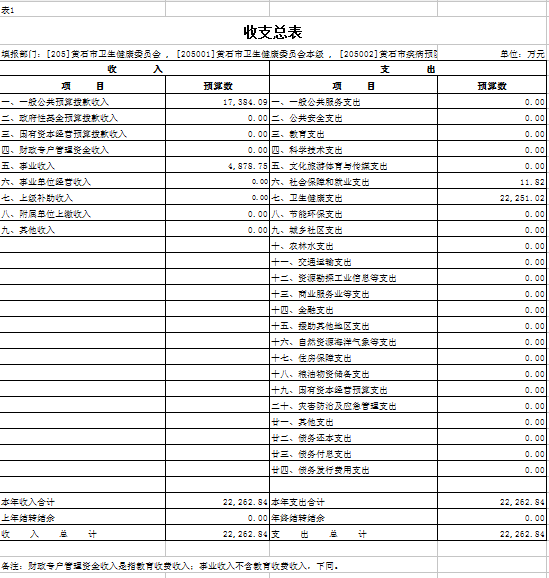 表1
收支总表
填报部门：[205]黄石市卫生健康委员会 , [205001]黄石市卫生健康委员会本级 , [205002]黄石市疾病预防 单位：万元
收 入 支 出
项 目 预算数 项 目 预算数
一、一般公共预算拨款收入 17,384.09 一、一般公共服务支出 0.00
二、政府性基金预算拨款收入 0.00 二、公共安全支出 0.00
三、国有资本经营预算拨款收入 0.00 三、教育支出 0.00
四、财政专户管理资金收入 0.00 四、科学技术支出 0.00
五、事业收入 4,878.75 五、文化旅游体育与传媒支出 0.00
六、事业单位经营收入 0.00 六、社会保障和就业支出 11.82
七、上级补助收入 0.00 七、卫生健康支出 22,251.02
八、附属单位上缴收入 0.00 八、节能环保支出 0.00
九、其他收入 0.00 九、城乡社区支出 0.00
十、农林水支出 0.00
十一、交通运输支出 0.00
十二、资源勘探工业信息等支出 0.00
十三、商业服务业等支出 0.00
十四、金融支出 0.00
十五、援助其他地区支出 0.00
十六、自然资源海洋气象等支出 0.00
十七、住房保障支出 0.00
十八、粮油物资储备支出 0.00
十九、国有资本经营预算支出 0.00
二十、灾害防治及应急管理支出 0.00
廿一、其他支出 0.00
廿二、债务还本支出 0.00
廿三、债务付息支出 0.00
廿四、债务发行费用支出 0.00
本年收入合计 22,262.84 本年支出合计 22,262.84
上年结转结余 0.00 年终结转结余 0.00
收 入 总 计 22,262.84 支 出 总 计 22,262.84
备注：财政专户管理资金收入是指教育收费收入；事业收入不含教育收费收入，下同。